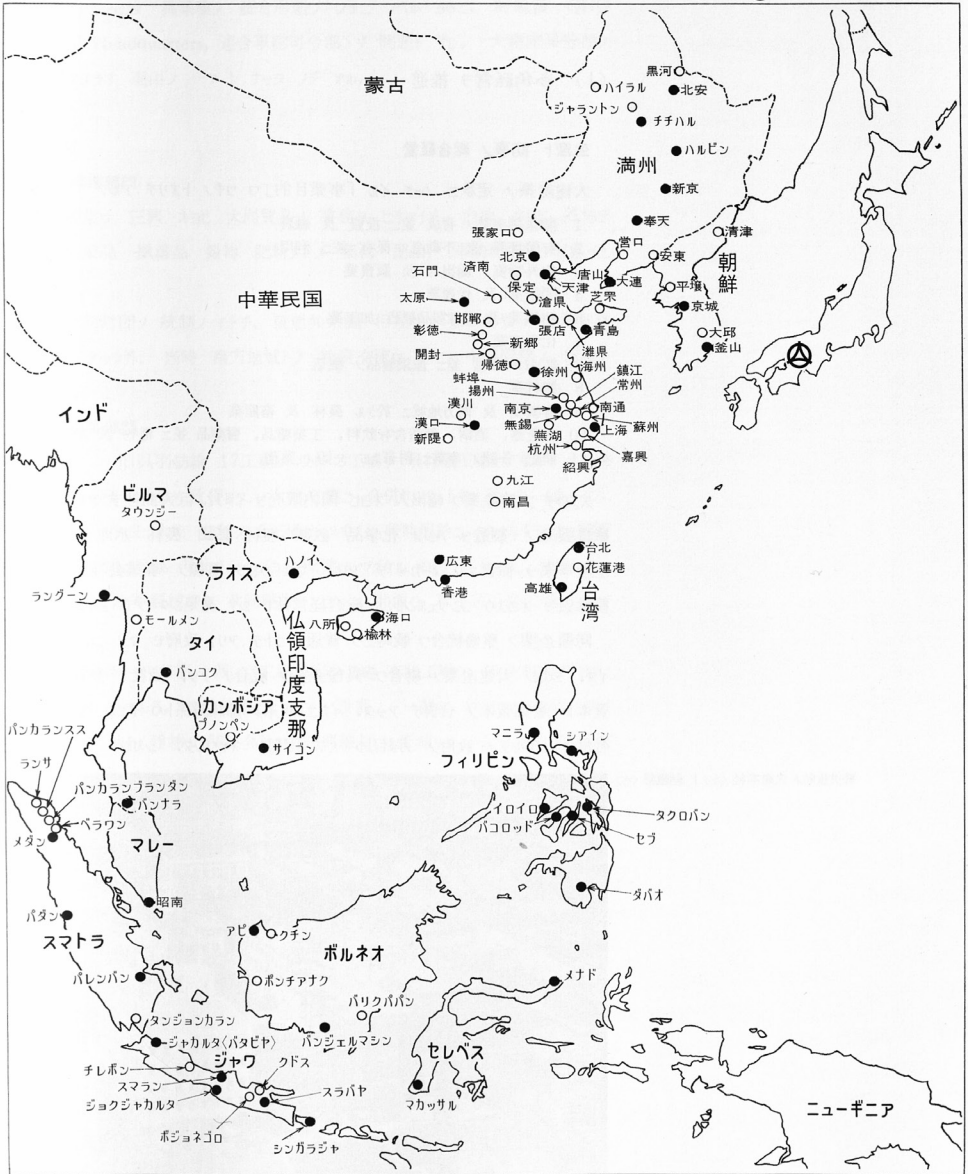 蒙古
黒河
ハイラル
北安
ジャラントン
チチハル
ハルビン
満州
新京
奉天
清津
張家口
営口
北京
安東
朝鮮
石門
済南
唐山
大連
平壌
保定
天津
中華民国
太原
滄県
芝罘
京城
邯鄲
張店
青島
大邱
彰徳
新郷
濰県
釜山
開封
帰徳
徐州
海州
鎮江
蚌埠
常州
揚州
漢川
南京
南通
インド
漢口
無錫
上海
蘇州
新陽
蕪湖
杭州
嘉興
紹興
九江
ビルマ
タウンジー
南昌
台北
ラオス
ハノイ
広東
花蓮港
香港
高雄
台湾
ラングーン
モールメン
仏領印度支那
八所
海口
楡林
タイ
バンコク
カンボジア
プノンペン
サイゴン
パンカランスス
マニラ
シアイン
フィリピン
ランサ
パンカランブランタン
バンナラ
イロイロ
タクロバン
ベラワン
バコロッド
セブ
メダン
マレー
ダバオ
昭南
パダン
アピ
クチン
スマトラ
ボルネオ
パレンバン
ポンチアナク
メナド
バリクパパン
タンジョンカラン
バンジェルマシン
ジャカルタ〈バタビヤ〉
セレベス
チレボン
ジャワ
クドス
スマラン
スラバヤ
ジョクジャカルタ
マカッサル
ニューギニア
ボジョネゴロ
シンガラジャ